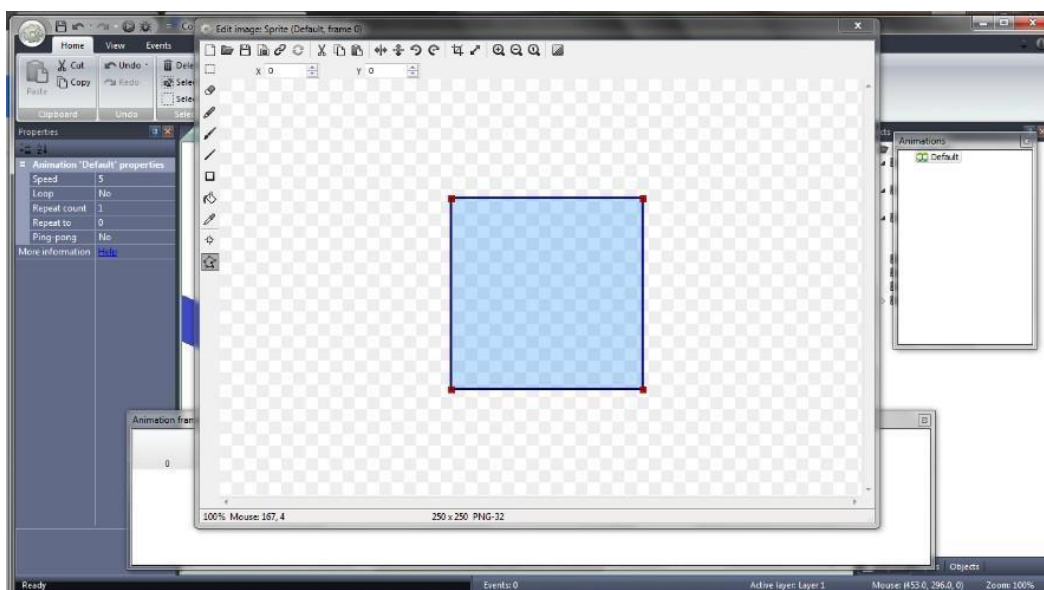 Edit image: Sprite (Default, frame 0)
Home View Events
Cut
Copy
Paste
Clipboard
Undo
Redo
Undo
X 0 Y 0
Properties
Animation "Default" properties
Speed 5
Loop No
Repeat count 1
Repeat to 0
Ping-pong No
More information Help
Animations
Default
Animation fram
0
100% Mouse: 167, 4 250 x 250 PNG-32
Objects
Ready Events: 0 Active layer: Layer 1 Mouse: (453.0, 296.0, 0) Zoom: 100%